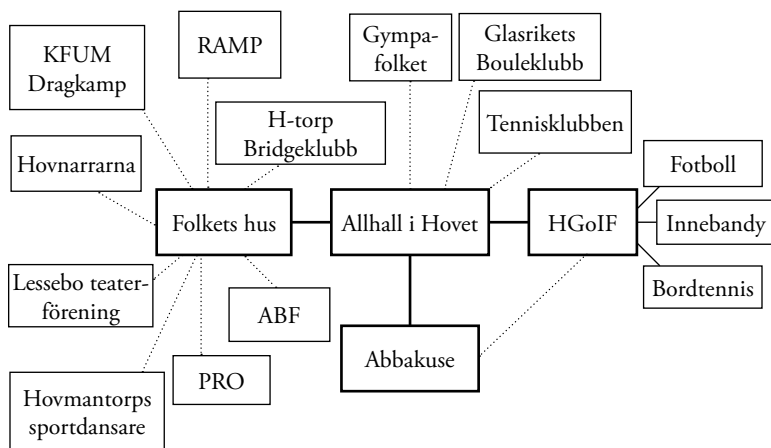 KFUM
Dragkamp
RAMP
Gympa-
folket
Glasrikets
Bouleklubb
H-torp
Bridgeklubb
Tennisklubben
Hovnarrarna
Fotboll
Folkets hus
Allhall i Hovet
HGoIF
Innebandy
Lessebo teater-
förening
ABF
Bordtennis
Abbakuse
PRO
Hovmantorps
sportdansare